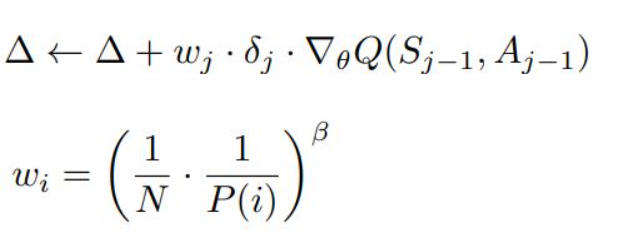 Δ ← Δ + w_j · δ_j · ∇_θ Q(S_{j−1}, A_{j−1})
w_i = (1/N · 1/P(i))^β